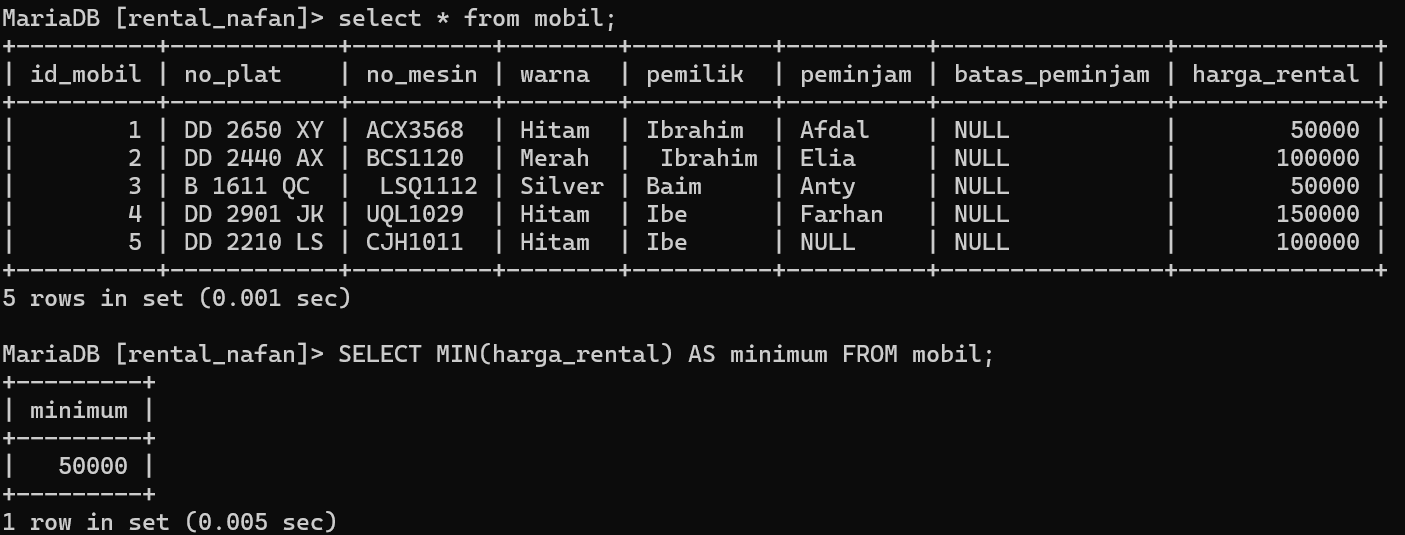 MariaDB [rental_nafan]> select * from mobil;
+----------+------------+----------+--------+----------+----------+----------------+--------------+
| id_mobil | no_plat    | no_mesin | warna  | pemilik  | peminjam | batas_peminjam | harga_rental |
+----------+------------+----------+--------+----------+----------+----------------+--------------+
|        1 | DD 2650 XY | ACX3568  | Hitam  | Ibrahim  | Afdal    | NULL           |        50000 |
|        2 | DD 2440 AX | BCS1120  | Merah  |  Ibrahim | Elia     | NULL           |       100000 |
|        3 | B 1611 QC  |  LSQ1112 | Silver | Baim     | Anty     | NULL           |        50000 |
|        4 | DD 2901 JK | UQL1029  | Hitam  | Ibe      | Farhan   | NULL           |       150000 |
|        5 | DD 2210 LS | CJH1011  | Hitam  | Ibe      | NULL     | NULL           |       100000 |
+----------+------------+----------+--------+----------+----------+----------------+--------------+
5 rows in set (0.001 sec)

MariaDB [rental_nafan]> SELECT MIN(harga_rental) AS minimum FROM mobil;
+---------+
| minimum |
+---------+
|   50000 |
+---------+
1 row in set (0.005 sec)